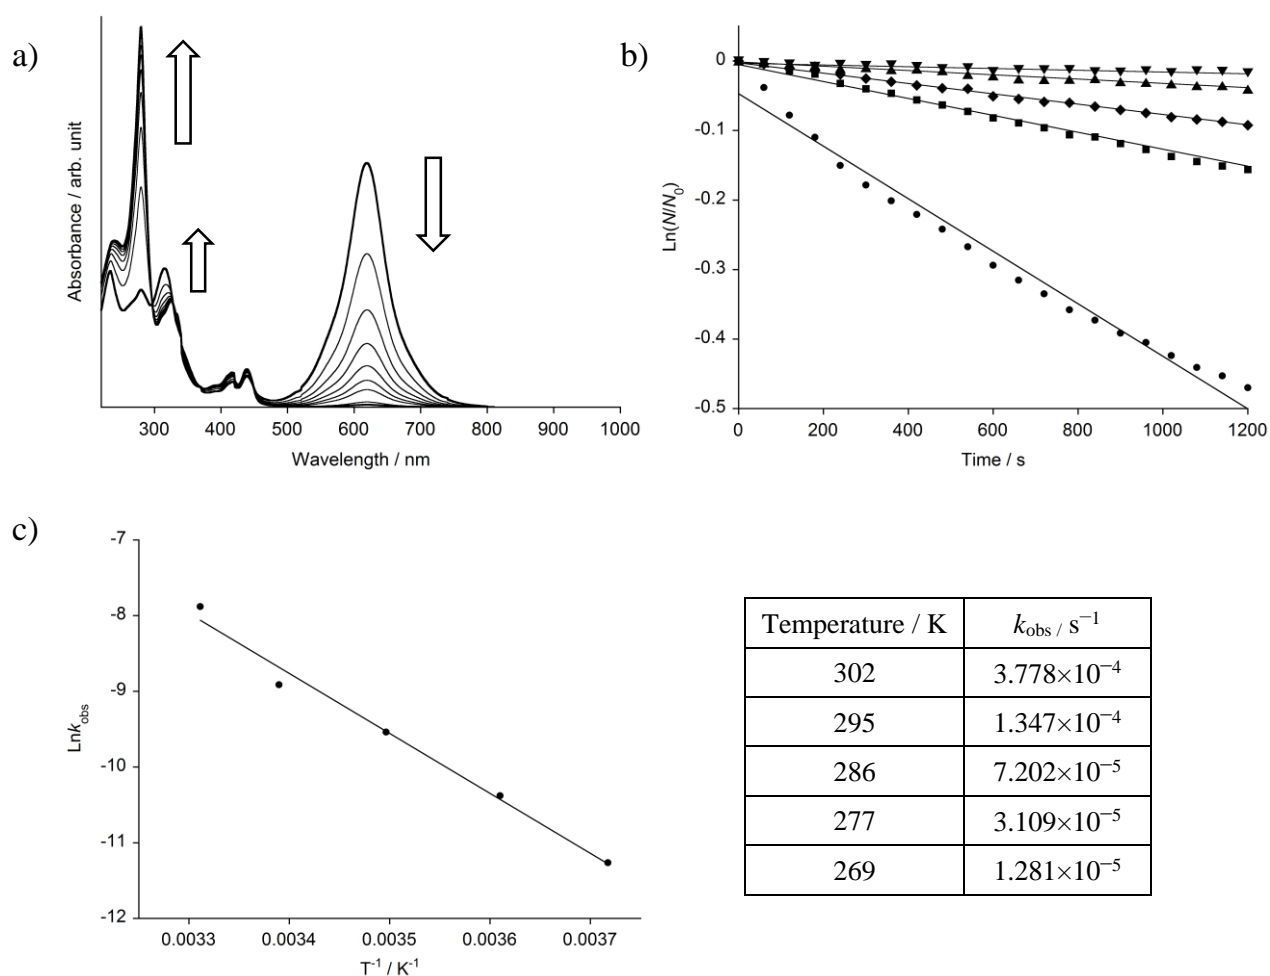 a)
Absorbance / arb. unit
300 400 500 600 700 800 900 1000
Wavelength / nm
b)
Ln(N/N0)
0
-0.1
-0.2
-0.3
-0.4
-0.5
0 200 400 600 800 1000 1200
Time / s
c)
Lnkobs
-7
-8
-9
-10
-11
-12
0.0033 0.0034 0.0035 0.0036 0.0037
T⁻¹ / K⁻¹
Temperature / K kobs / s⁻¹
302 3.778×10⁻⁴
295 1.347×10⁻⁴
286 7.202×10⁻⁵
277 3.109×10⁻⁵
269 1.281×10⁻⁵